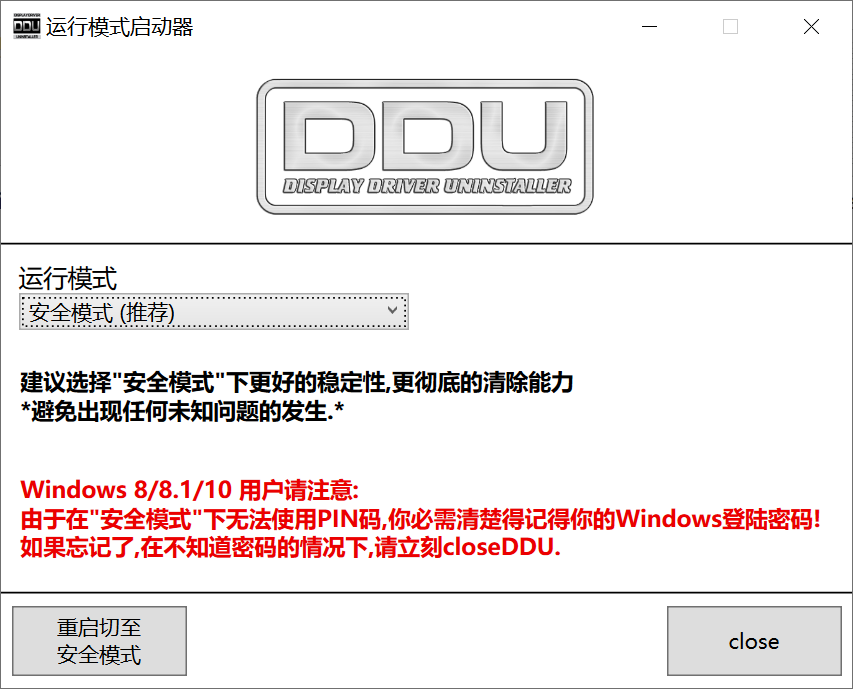 运行模式启动器
DDU
DISPLAY DRIVER UNINSTALLER
运行模式
安全模式 (推荐)
建议选择"安全模式"下更好的稳定性,更彻底的清除能力
*避免出现任何未知问题的发生.*
Windows 8/8.1/10 用户请注意:
由于在"安全模式"下无法使用PIN码,你必需清楚得记得你的Windows登陆密码!
如果忘记了,在不知道密码的情况下,请立刻closeDDU.
重启切至
安全模式
close